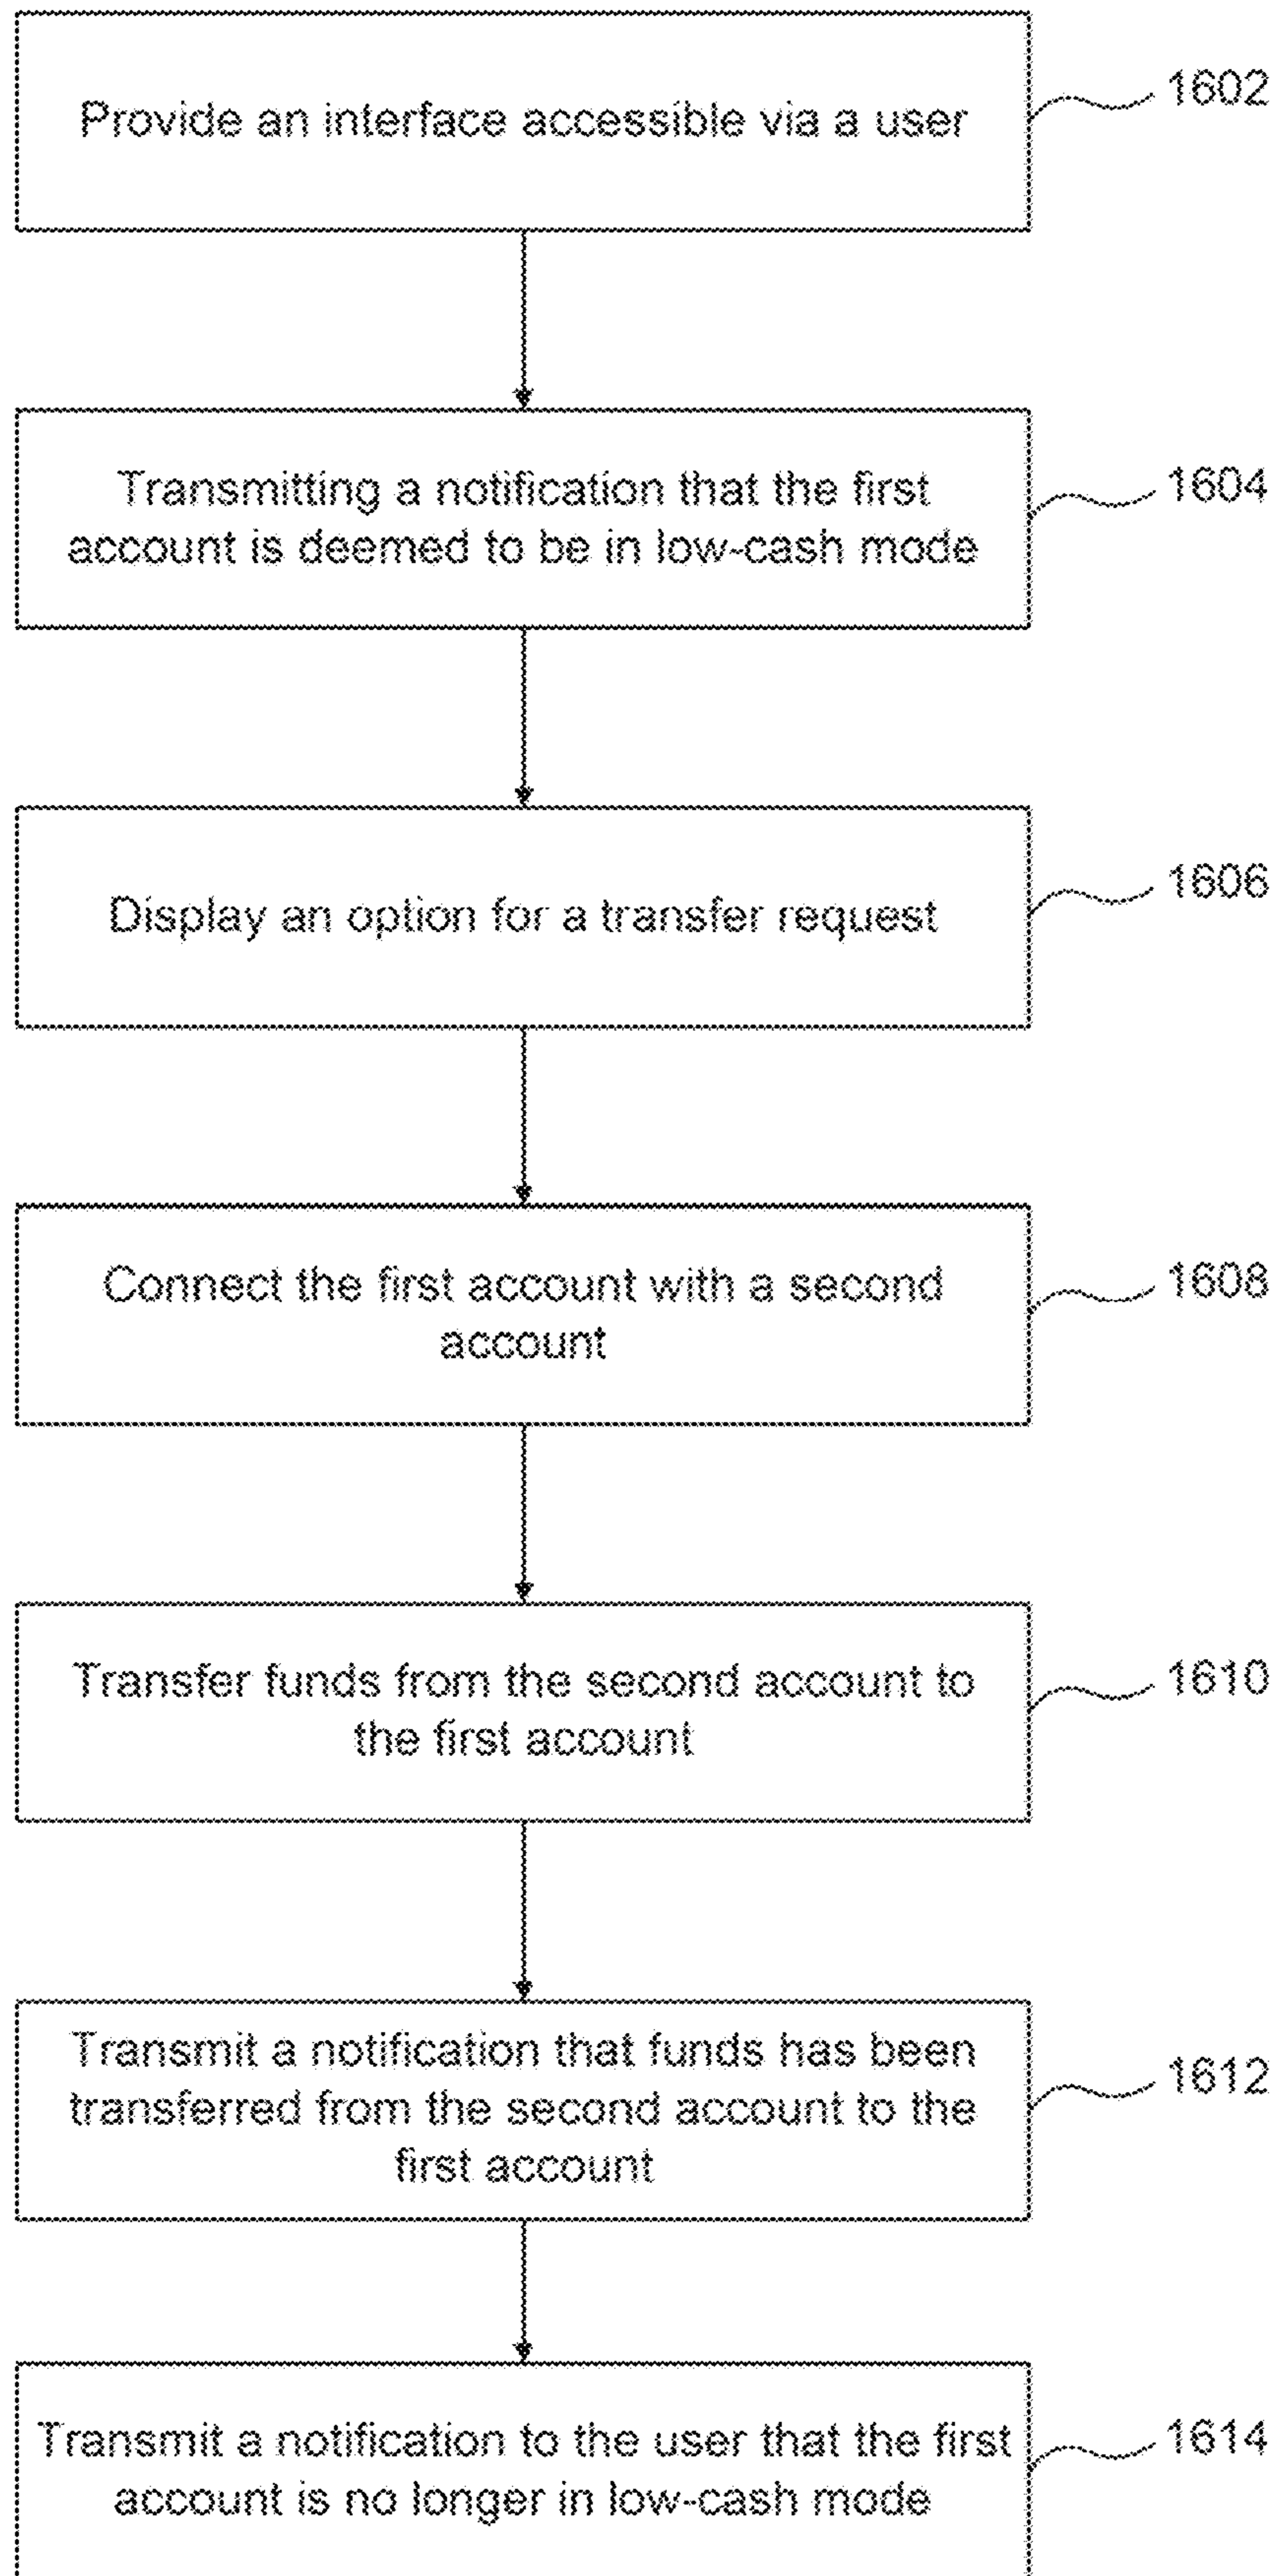 Provide an interface accessible via a user
1602
Transmitting a notification that the first
account is deemed to be in low-cash mode
1604
Display an option for a transfer request
1606
Connect the first account with a second
account
1608
Transfer funds from the second account to
the first account
1610
Transmit a notification that funds has been
transferred from the second account to the
first account
1612
Transmit a notification to the user that the first
account is no longer in low-cash mode
1614